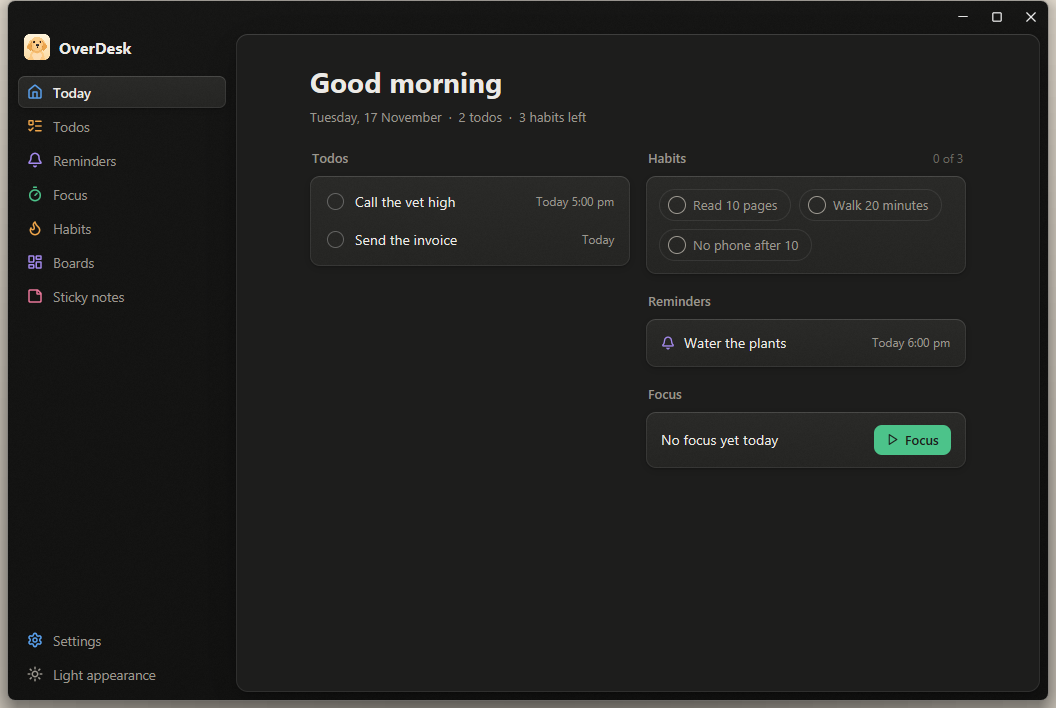 OverDesk
Today
Todos
Reminders
Focus
Habits
Boards
Sticky notes
Settings
Light appearance
Good morning
Tuesday, 17 November · 2 todos · 3 habits left
Todos
Call the vet high Today 5:00 pm
Send the invoice Today
Habits 0 of 3
Read 10 pages Walk 20 minutes
No phone after 10
Reminders
Water the plants Today 6:00 pm
Focus
No focus yet today Focus